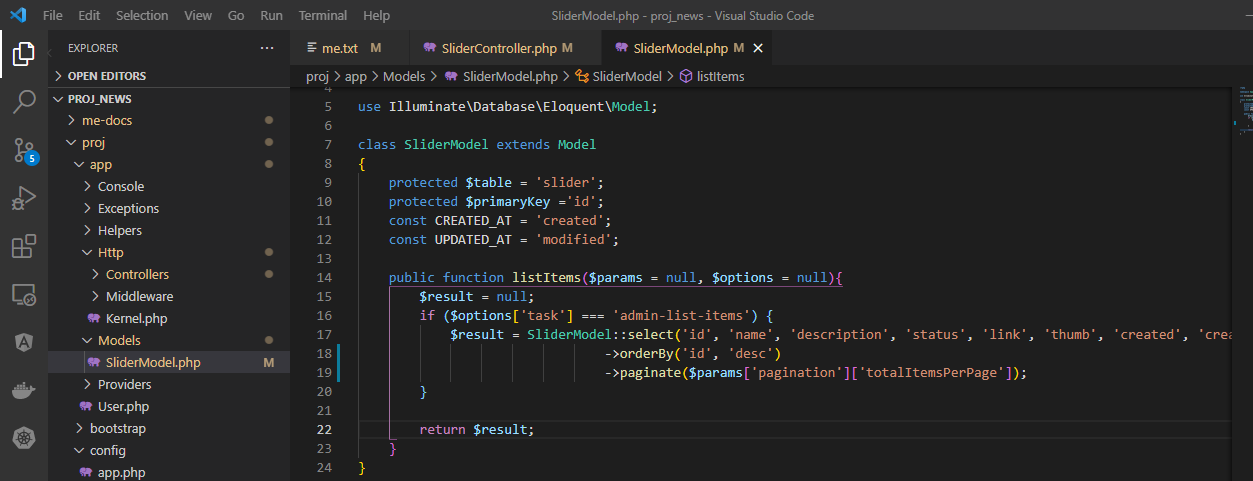 File Edit Selection View Go Run Terminal Help SliderModel.php - proj_news - Visual Studio Code
EXPLORER ...
OPEN EDITORS
PROJ_NEWS
me-docs
proj
app
Console
Exceptions
Helpers
Http
Controllers
Middleware
Kernel.php
Models
SliderModel.php M
Providers
User.php
bootstrap
config
app.php
5
me.txt M SliderController.php M SliderModel.php M
proj > app > Models > SliderModel.php > SliderModel > listItems
4
5 use Illuminate\Database\Eloquent\Model;
6
7 class SliderModel extends Model
8 {
9 protected $table = 'slider';
10 protected $primaryKey ='id';
11 const CREATED_AT = 'created';
12 const UPDATED_AT = 'modified';
13
14 public function listItems($params = null, $options = null){
15 $result = null;
16 if ($options['task'] === 'admin-list-items') {
17 $result = SliderModel::select('id', 'name', 'description', 'status', 'link', 'thumb', 'created', 'crea
18 ->orderBy('id', 'desc')
19 ->paginate($params['pagination']['totalItemsPerPage']);
20 }
21
22 return $result;
23 }
24 }